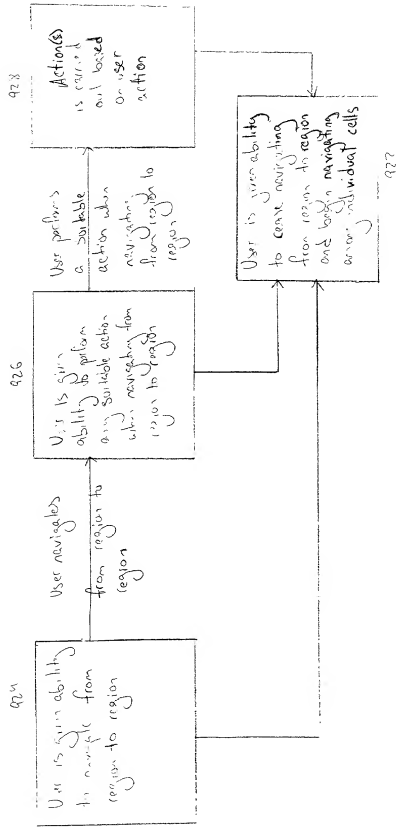 924
User is given ability
to navigate from
region to region
User navigates
from region to
region
926
User is given
ability to perform
any suitable action
when navigating from
region to region
User performs
a suitable
action when
navigating
from region to
region
928
Action(s)
is carried
out based
on user
action
User is given ability
to cease navigating
from region to region
and begin navigating
among individual cells
927